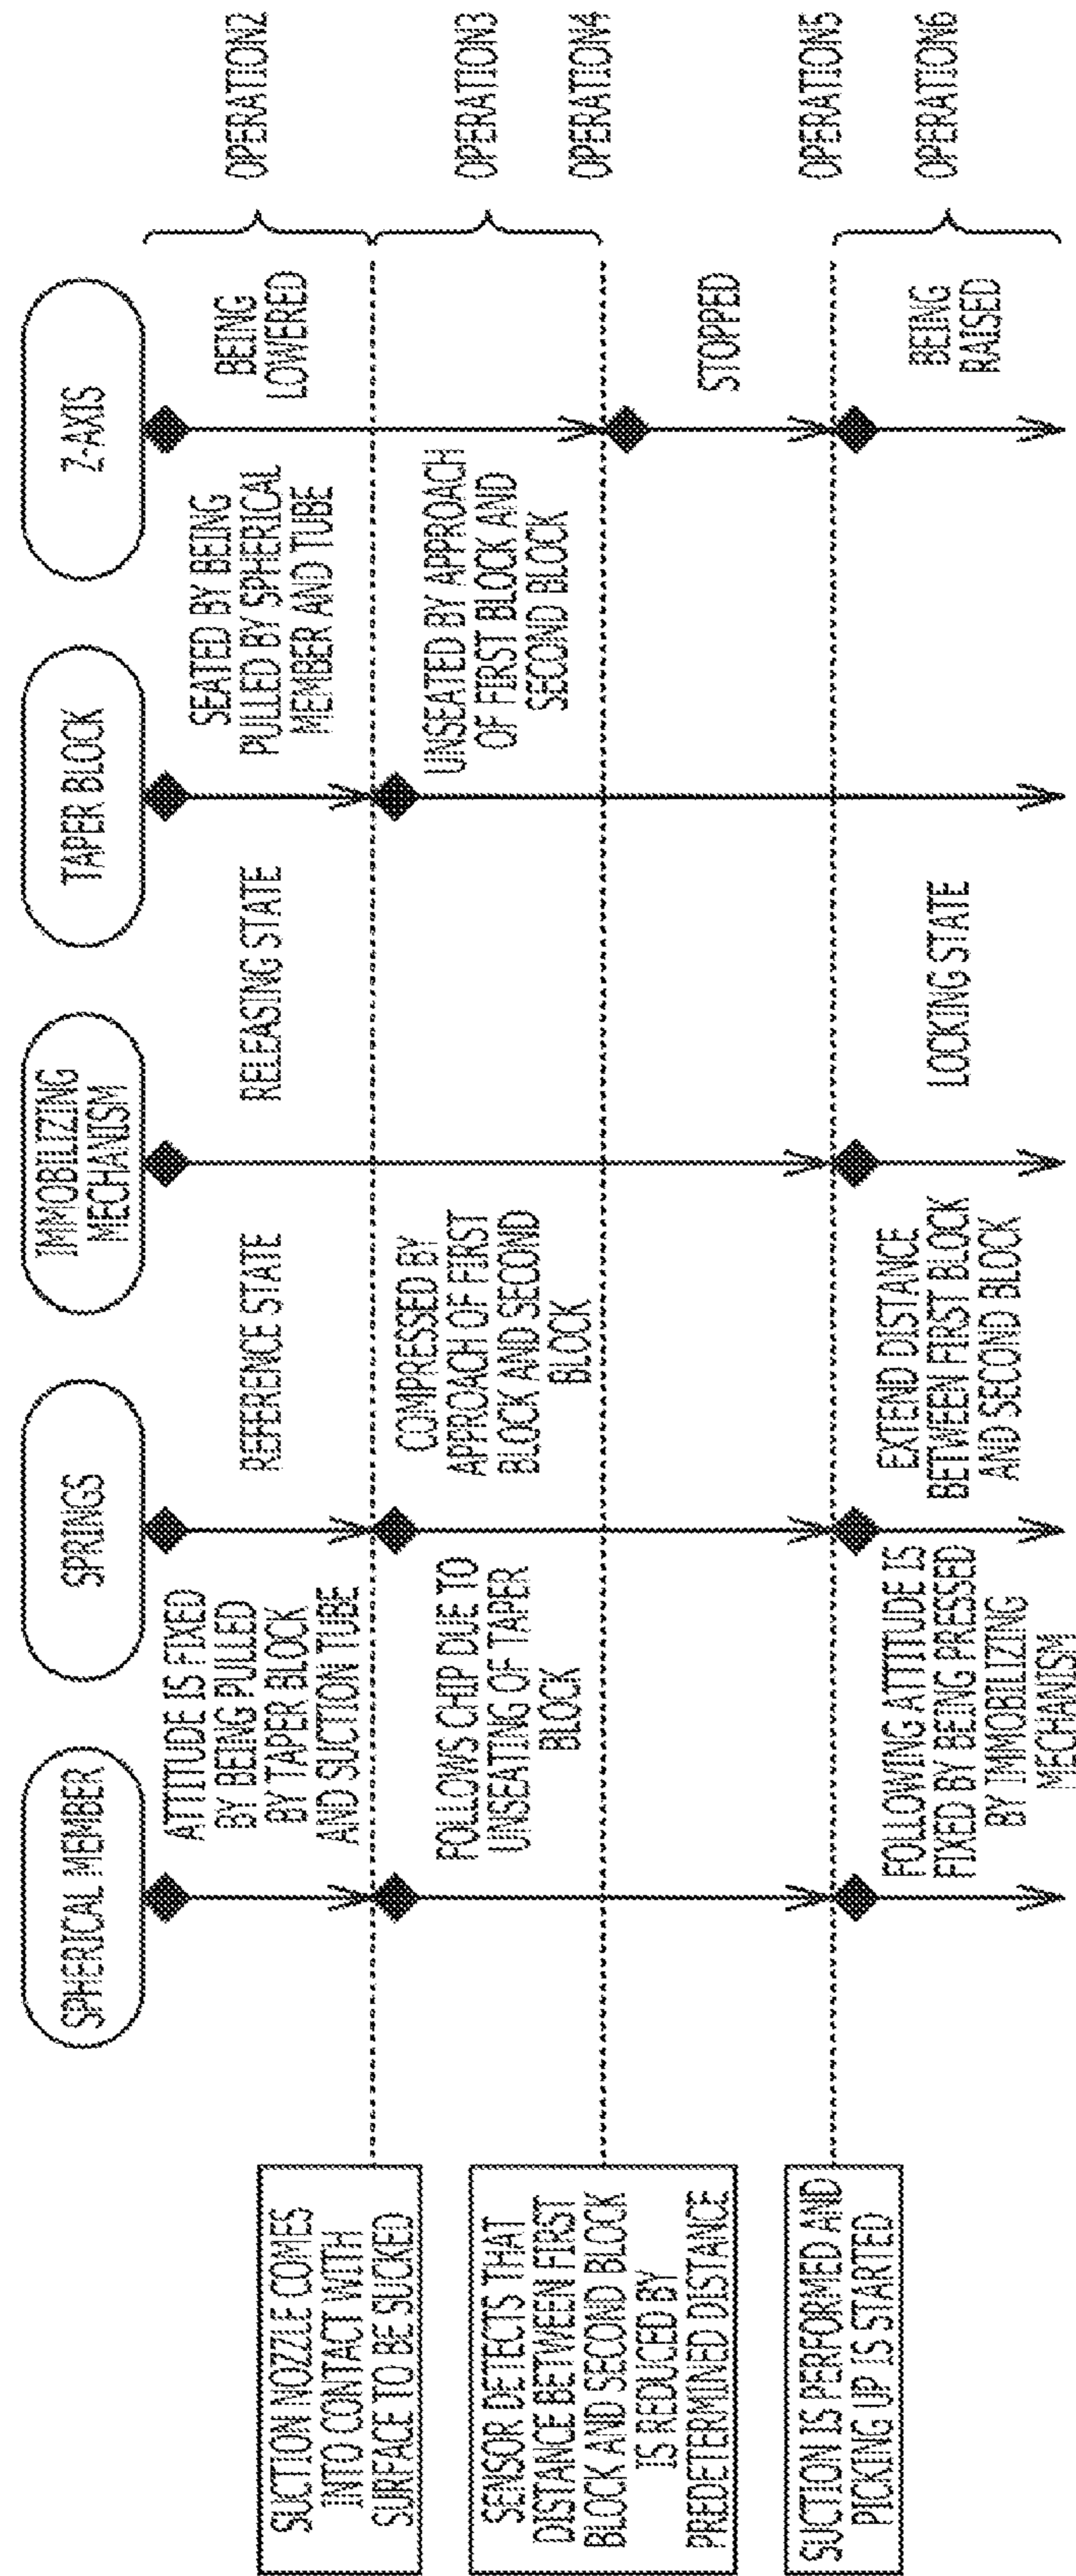 SPHERICAL MEMBER
SPRINGS
IMMOBILIZING
MECHANISM
TAPER BLOCK
Z-AXIS
ATTITUDE IS FIXED
BY BEING PULLED
BY TAPER BLOCK
AND SUCTION TUBE
REFERENCE STATE
RELEASING STATE
SEATED BY BEING
PULLED BY SPHERICAL
MEMBER AND TUBE
BEING
LOWERED
OPERATION2
SUCTION NOZZLE COMES
INTO CONTACT WITH
SURFACE TO BE SUCKED
FOLLOWS CHIP DUE TO
UNSEATING OF TAPER
BLOCK
COMPRESSED BY
APPROACH OF FIRST
BLOCK AND SECOND
BLOCK
UNSEATED BY APPROACH
OF FIRST BLOCK AND
SECOND BLOCK
OPERATION3
SENSOR DETECTS THAT
DISTANCE BETWEEN FIRST
BLOCK AND SECOND BLOCK
IS REDUCED BY
PREDETERMINED DISTANCE
OPERATION4
STOPPED
SUCTION IS PERFORMED AND
PICKING UP IS STARTED
OPERATION5
FOLLOWING ATTITUDE IS
FIXED BY BEING PRESSED
BY IMMOBILIZING
MECHANISM
EXTEND DISTANCE
BETWEEN FIRST BLOCK
AND SECOND BLOCK
LOCKING STATE
BEING
RAISED
OPERATION6